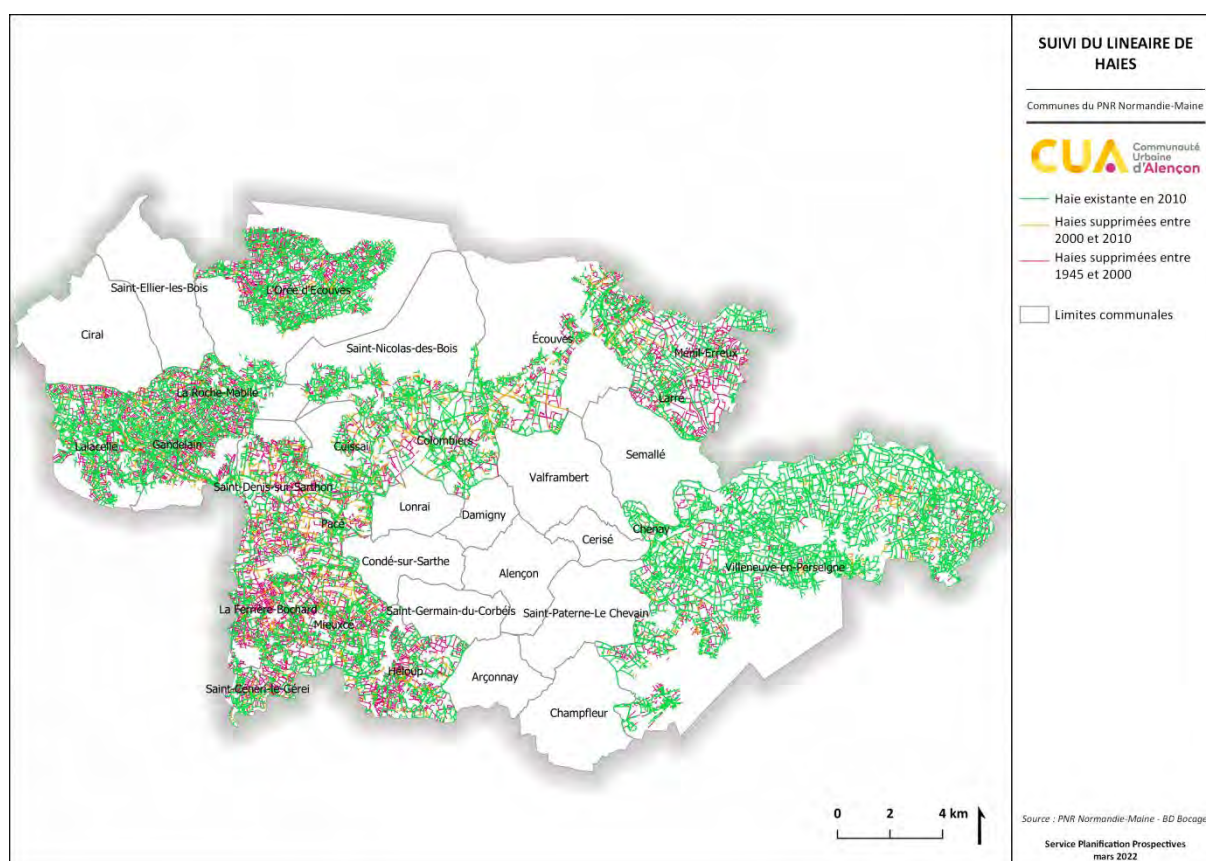 SUIVI DU LINEAIRE DE
HAIES
Communes du PNR Normandie-Maine
CUA Communauté
Urbaine
d'Alençon
Haie existante en 2010
Haies supprimées entre
2000 et 2010
Haies supprimées entre
1945 et 2000
Limites communales
Saint-Ellier-les-Bois
L'Orée d'Ecouves
Ciral
Saint-Nicolas-des-Bois
Écouves
Ménil-Erreux
La Roche-Mabile
Larré
Lalacelle
Gandelain
Cuissai
Colombiers
Semallé
Valframbert
Saint-Denis-sur-Sarthon
Lonrai
Damigny
Pacé
Chenay
Cerisé
Condé-sur-Sarthe
Alençon
Villeneuve-en-Perseigne
La Ferrière-Bochard
Saint-Germain-du-Corbéis
Saint-Paterne-Le Chevain
Mieuxcé
Héloup
Arçonnay
Saint-Céneri-le-Gérei
Champfleur
0 2 4 km
Source : PNR Normandie-Maine - BD Bocage
Service Planification Prospectives
mars 2022